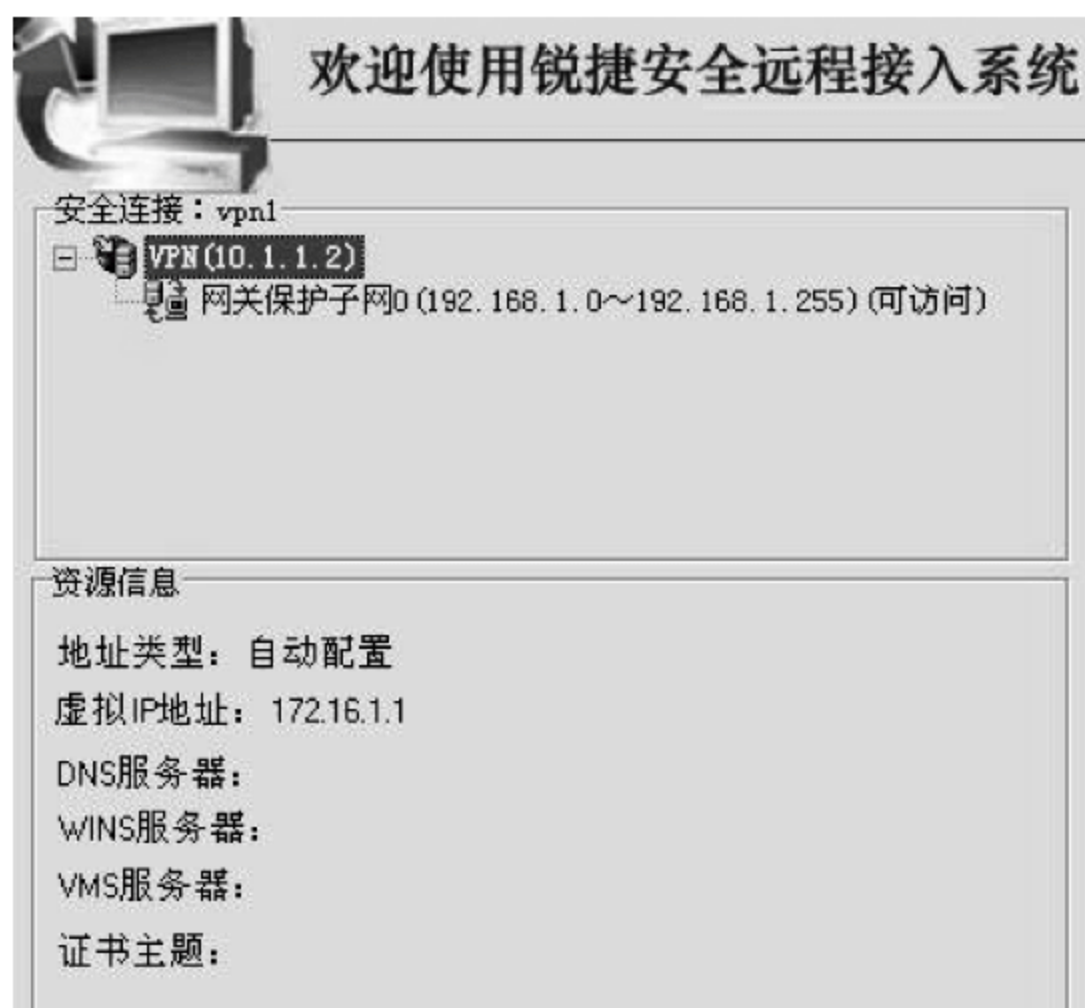 欢迎使用锐捷安全远程接入系统
安全连接：vpn1
VPN(10.1.1.2)
网关保护子网0(192.168.1.0～192.168.1.255)(可访问)
资源信息
地址类型：自动配置
虚拟IP地址：172.16.1.1
DNS服务器：
WINS服务器：
VMS服务器：
证书主题：